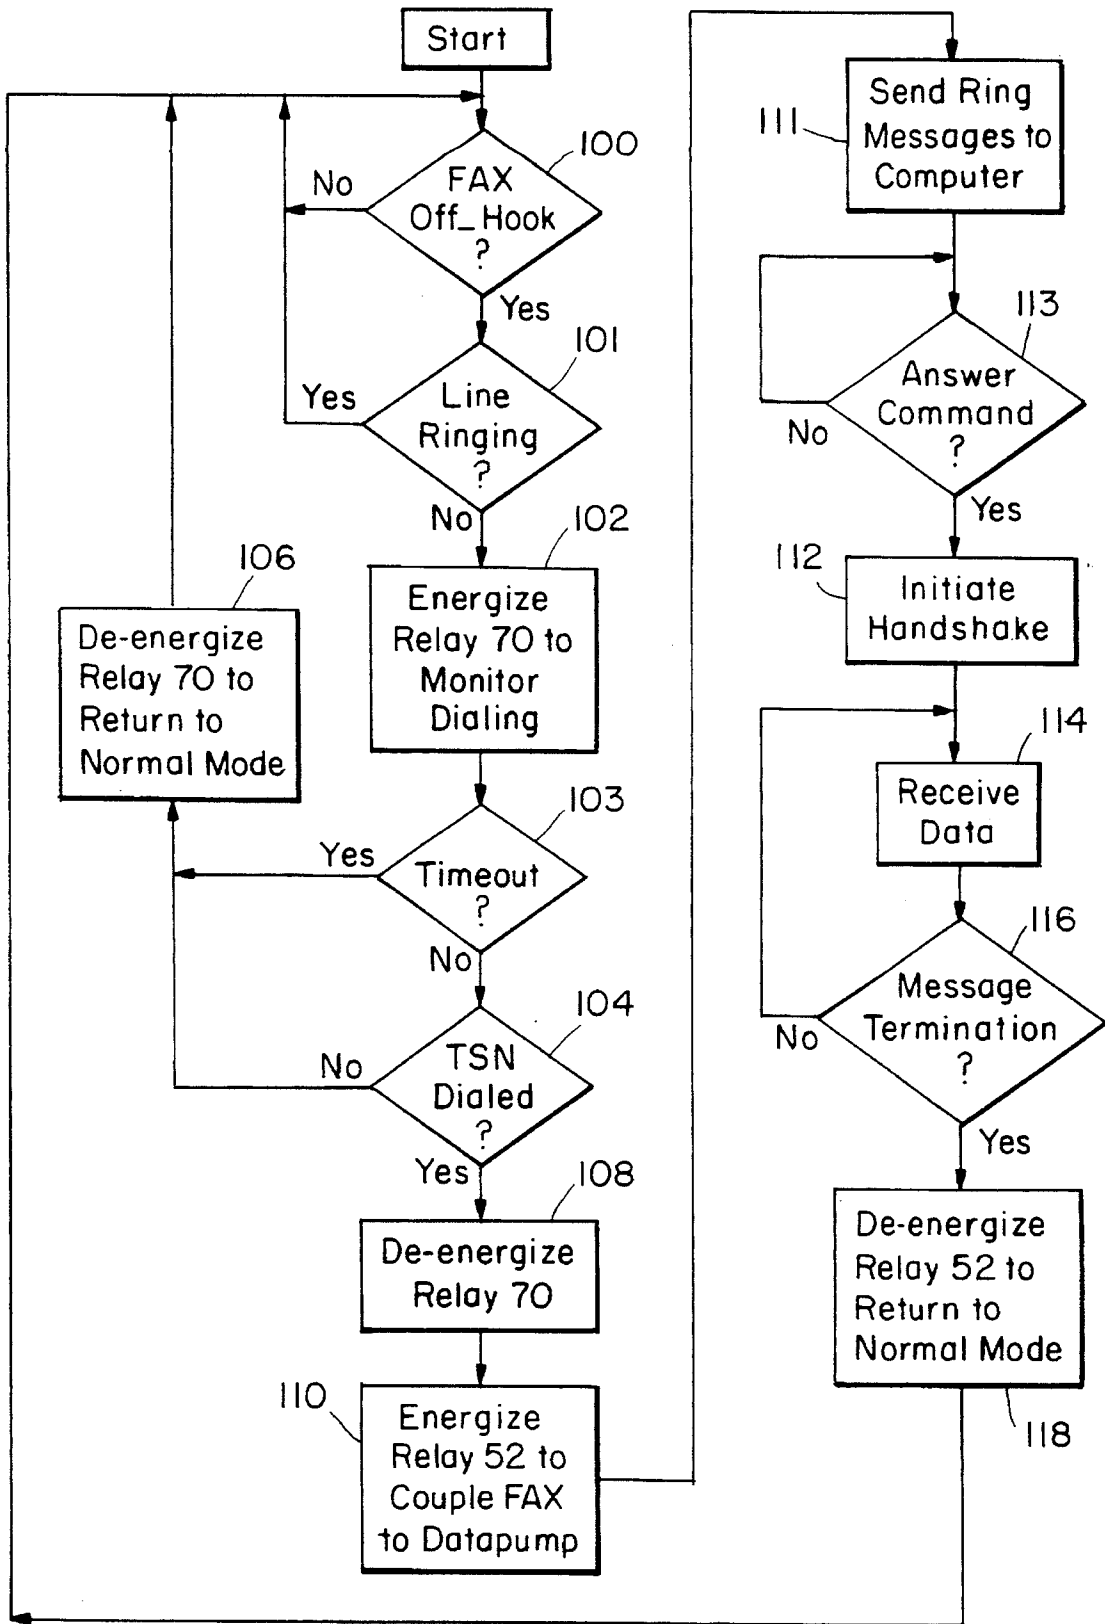 Start
100
FAX
Off_Hook
?
No
Yes
101
Line
Ringing
?
Yes
No
102
Energize
Relay 70 to
Monitor
Dialing
106
De-energize
Relay 70 to
Return to
Normal Mode
103
Timeout
?
Yes
No
104
TSN
Dialed
?
No
Yes
108
De-energize
Relay 70
110
Energize
Relay 52 to
Couple FAX
to Datapump
111
Send Ring
Messages to
Computer
113
Answer
Command
?
No
Yes
112
Initiate
Handshake
114
Receive
Data
116
Message
Termination
?
No
Yes
De-energize
Relay 52 to
Return to
Normal Mode
118